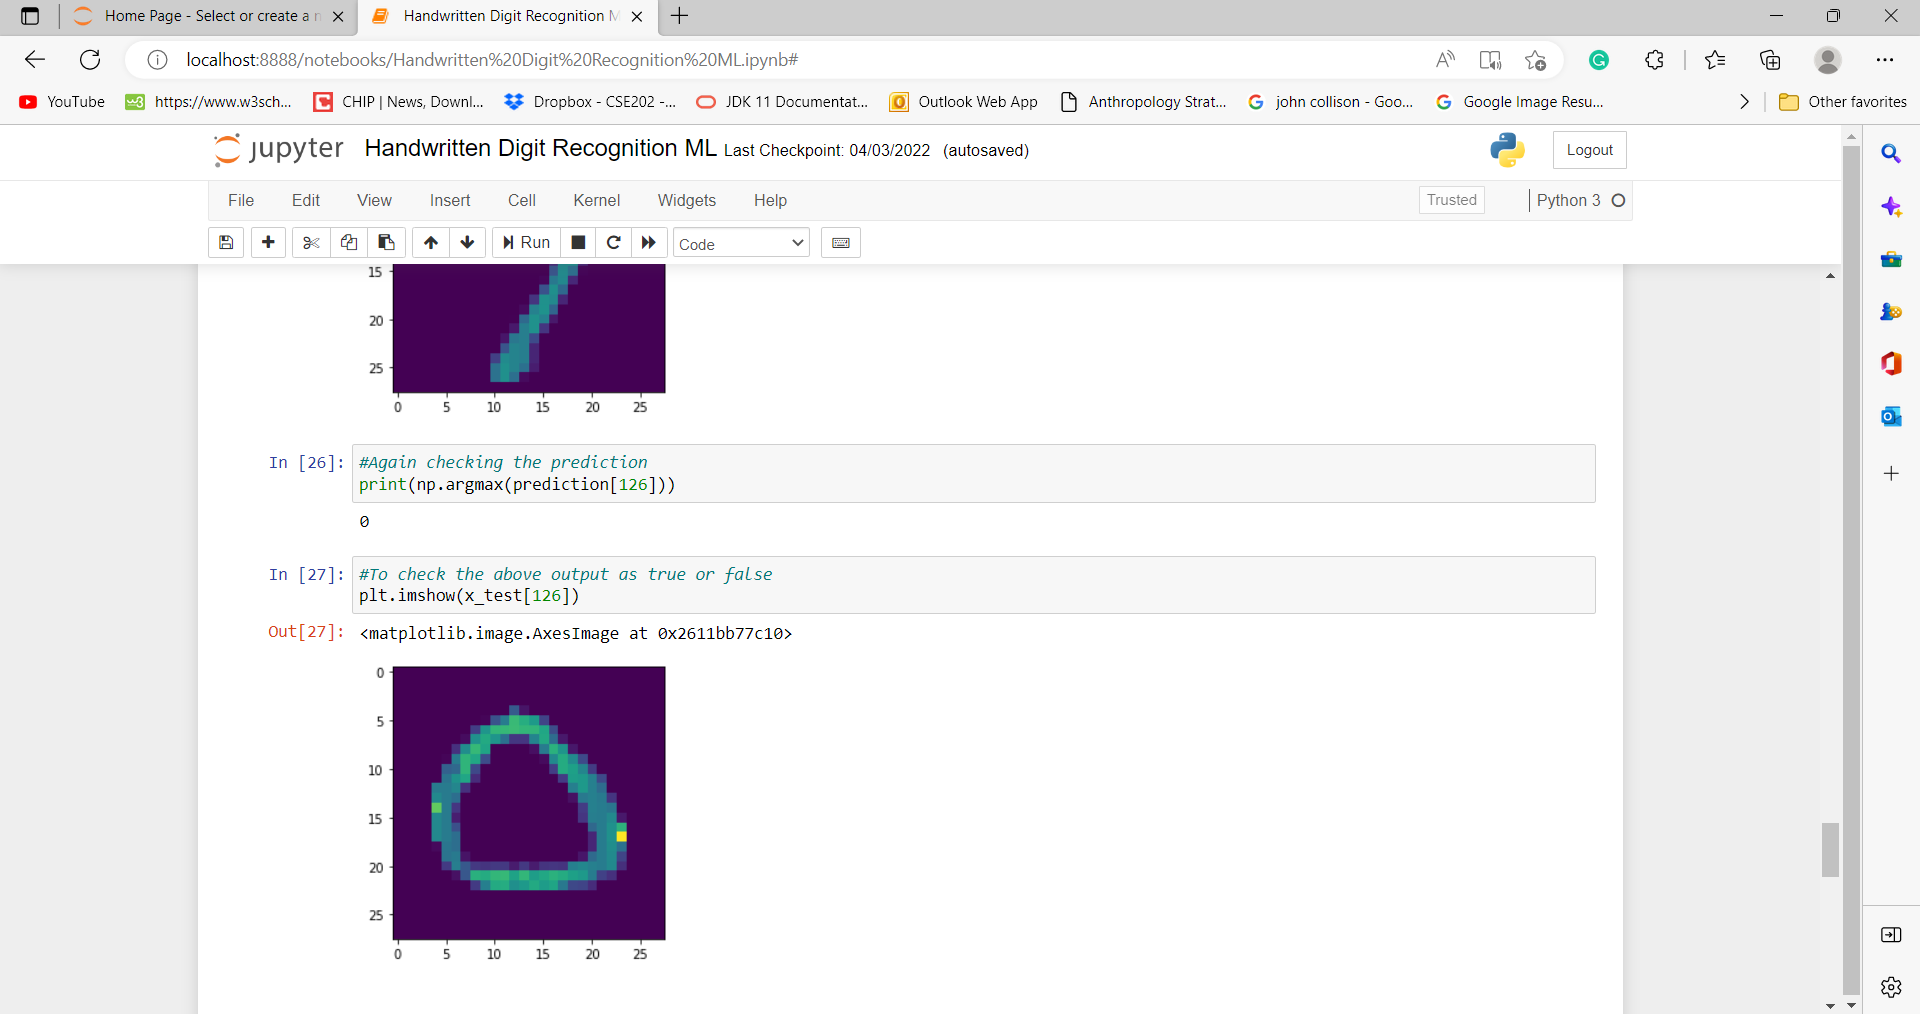 Home Page - Select or create a n
Handwritten Digit Recognition M
localhost:8888/notebooks/Handwritten%20Digit%20Recognition%20ML.ipynb#
YouTube
https://www.w3sch...
CHIP | News, Downl...
Dropbox - CSE202 -...
JDK 11 Documentat...
Outlook Web App
Anthropology Strat...
john collison - Goo...
Google Image Resu...
Other favorites
jupyter Handwritten Digit Recognition ML Last Checkpoint: 04/03/2022 (autosaved)
Logout
File Edit View Insert Cell Kernel Widgets Help
Trusted
Python 3
Run
Code
15
20
25
0 5 10 15 20 25
In [26]: #Again checking the prediction
print(np.argmax(prediction[126]))
0
In [27]: #To check the above output as true or false
plt.imshow(x_test[126])
Out[27]: <matplotlib.image.AxesImage at 0x2611bb77c10>
0
5
10
15
20
25
0 5 10 15 20 25